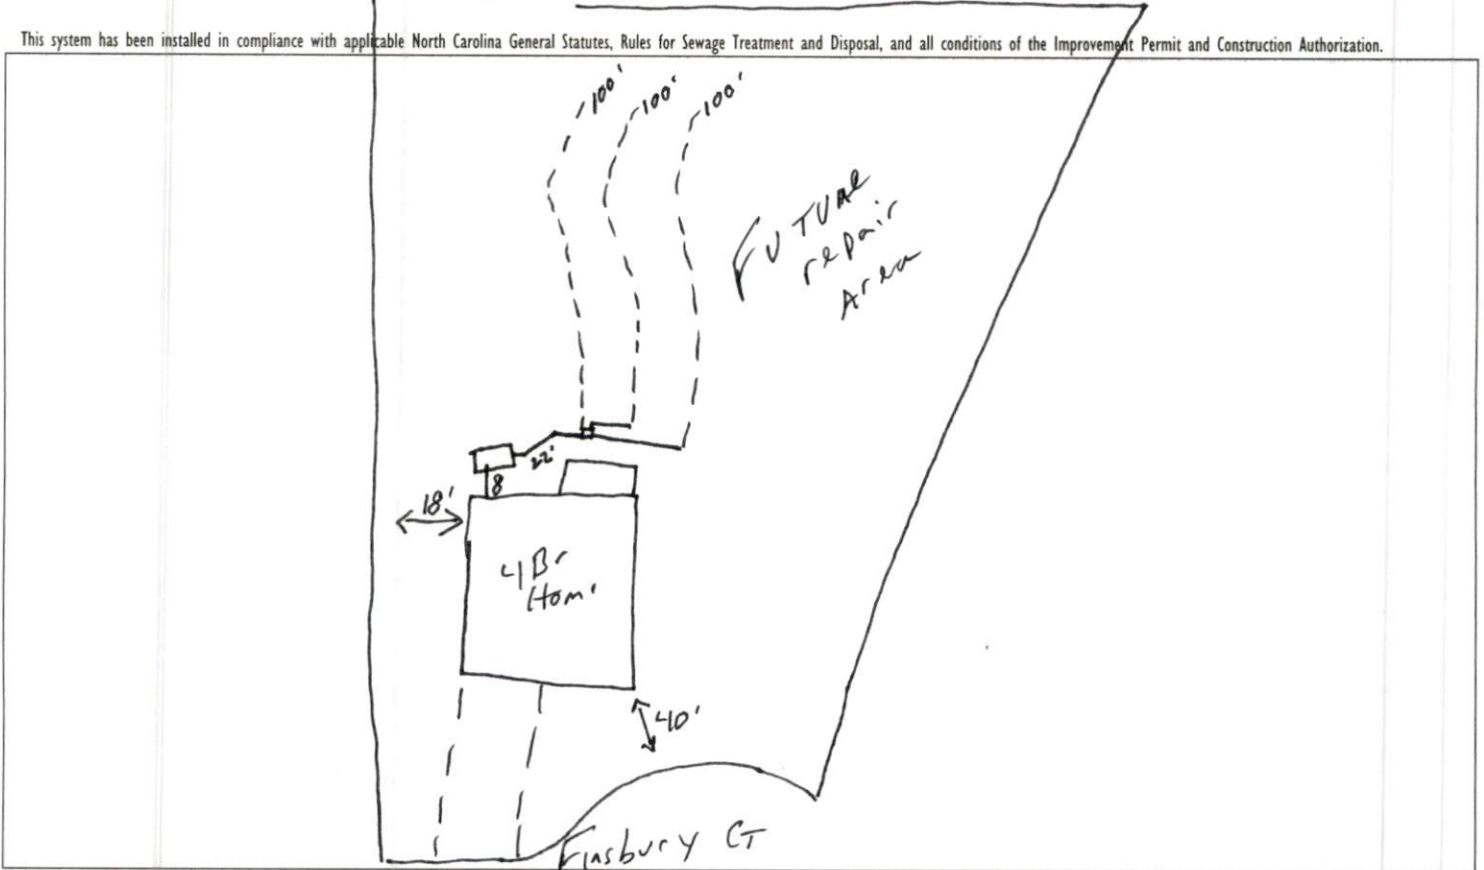 This system has been installed in compliance with applicable North Carolina General Statutes, Rules for Sewage Treatment and Disposal, and all conditions of the Improvement Permit and Construction Authorization.
100'
100'
100'
FUTURE
repair
Area
22'
8
18'
4Br
Home
40'
Finsbury CT